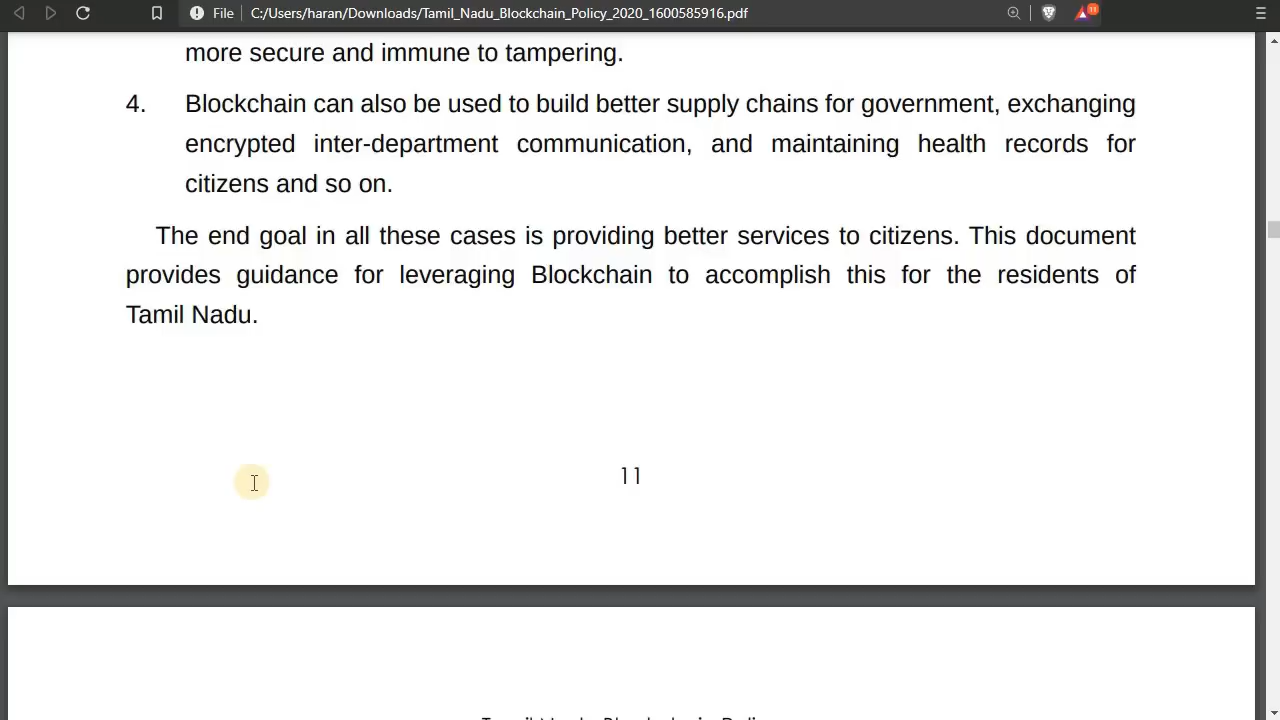 File C:/Users/haran/Downloads/Tamil_Nadu_Blockchain_Policy_2020_1600585916.pdf 11
more secure and immune to tampering.
4. Blockchain can also be used to build better supply chains for government, exchanging
encrypted inter-department communication, and maintaining health records for
citizens and so on.
The end goal in all these cases is providing better services to citizens. This document
provides guidance for leveraging Blockchain to accomplish this for the residents of
Tamil Nadu.
11